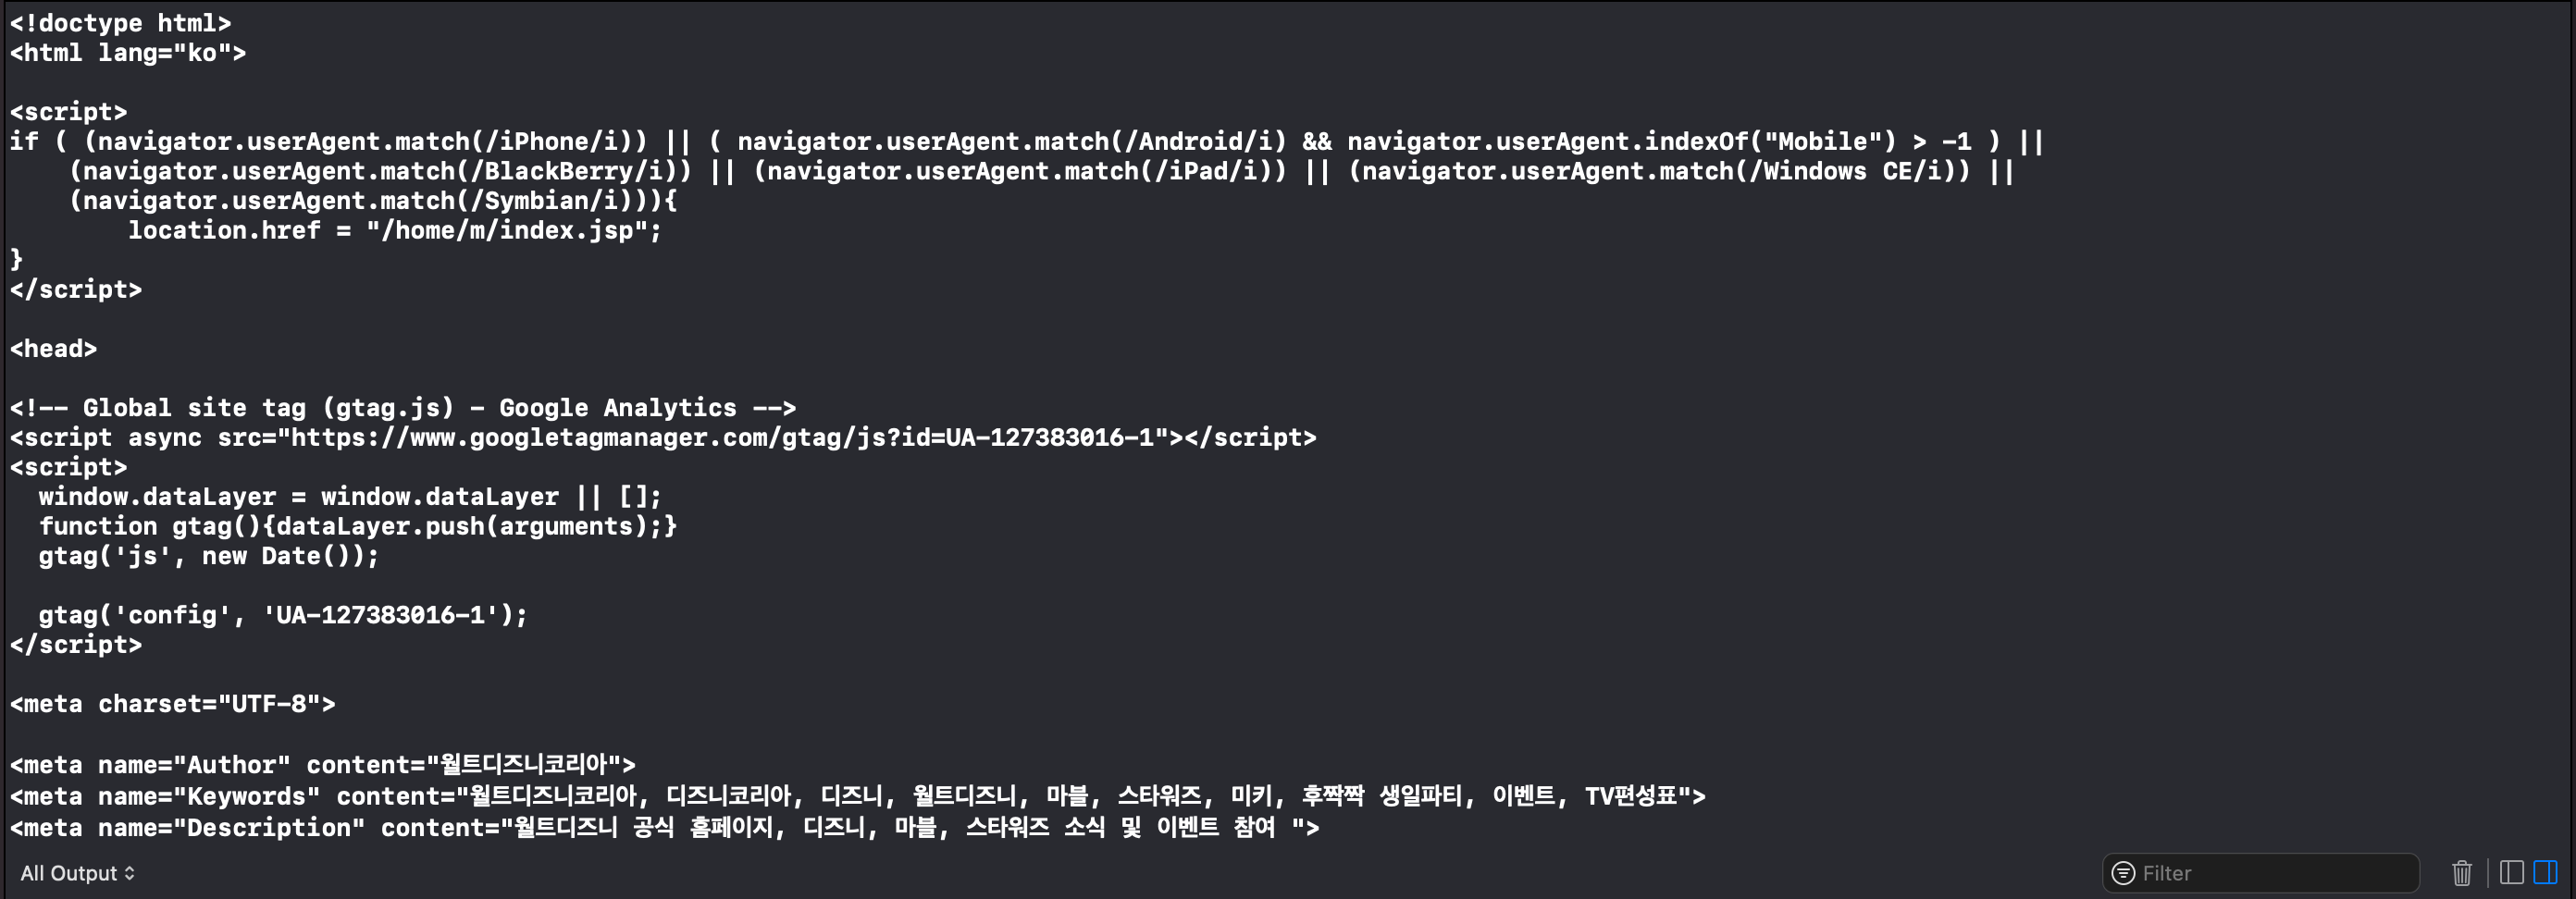 <!doctype html>
<html lang="ko">
<script>
if ( (navigator.userAgent.match(/iPhone/i)) || ( navigator.userAgent.match(/Android/i) && navigator.userAgent.indexOf("Mobile") > -1 ) ||
    (navigator.userAgent.match(/BlackBerry/i)) || (navigator.userAgent.match(/iPad/i)) || (navigator.userAgent.match(/Windows CE/i)) ||
    (navigator.userAgent.match(/Symbian/i))){
        location.href = "/home/m/index.jsp";
}
</script>
<head>
<!-- Global site tag (gtag.js) - Google Analytics -->
<script async src="https://www.googletagmanager.com/gtag/js?id=UA-127383016-1"></script>
<script>
  window.dataLayer = window.dataLayer || [];
  function gtag(){dataLayer.push(arguments);}
  gtag('js', new Date());
  gtag('config', 'UA-127383016-1');
</script>
<meta charset="UTF-8">
<meta name="Author" content="월트디즈니코리아">
<meta name="Keywords" content="월트디즈니코리아, 디즈니코리아, 디즈니, 월트디즈니, 마블, 스타워즈, 미키, 후짝짝 생일파티, 이벤트, TV편성표">
<meta name="Description" content="월트디즈니 공식 홈페이지, 디즈니, 마블, 스타워즈 소식 및 이벤트 참여 ">
All Output
Filter